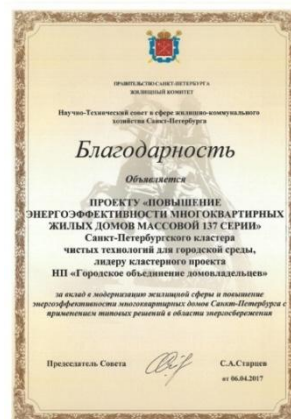 ПРАВИТЕЛЬСТВО САНКТ-ПЕТЕРБУРГА
ЖИЛИЩНЫЙ КОМИТЕТ
Научно-Технический совет в сфере жилищно-коммунального
хозяйства Санкт-Петербурга
Благодарность
Объявляется
ПРОЕКТУ «ПОВЫШЕНИЕ
ЭНЕРГОЭФФЕКТИВНОСТИ МНОГОКВАРТИРНЫХ
ЖИЛЫХ ДОМОВ МАССОВОЙ 137 СЕРИИ»
Санкт-Петербургского кластера
чистых технологий для городской среды,
лидеру кластерного проекта
НП «Городское объединение домовладельцев»
за вклад в модернизацию жилищной сферы и повышение
энергоэффективности многоквартирных домов Санкт-Петербурга с
применением типовых решений в области энергосбережения
Председатель Совета С.А.Старцев
от 06.04.2017